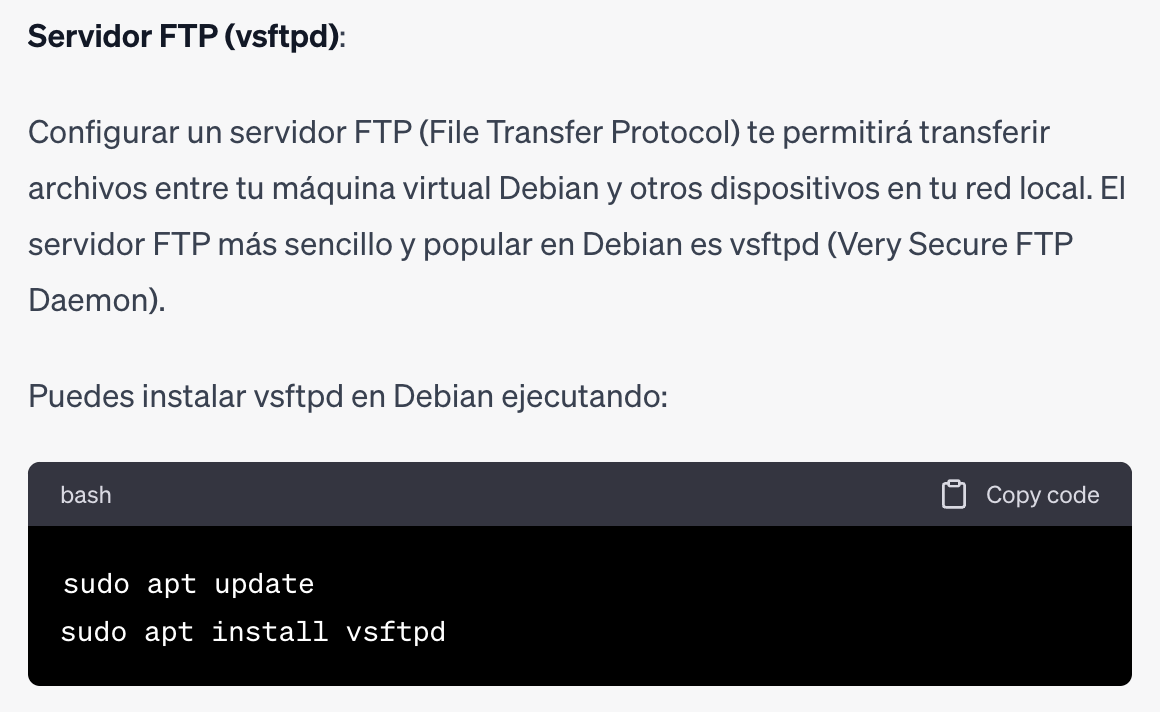 Servidor FTP (vsftpd):
Configurar un servidor FTP (File Transfer Protocol) te permitirá transferir
archivos entre tu máquina virtual Debian y otros dispositivos en tu red local. El
servidor FTP más sencillo y popular en Debian es vsftpd (Very Secure FTP
Daemon).
Puedes instalar vsftpd en Debian ejecutando:
bash Copy code
sudo apt update
sudo apt install vsftpd